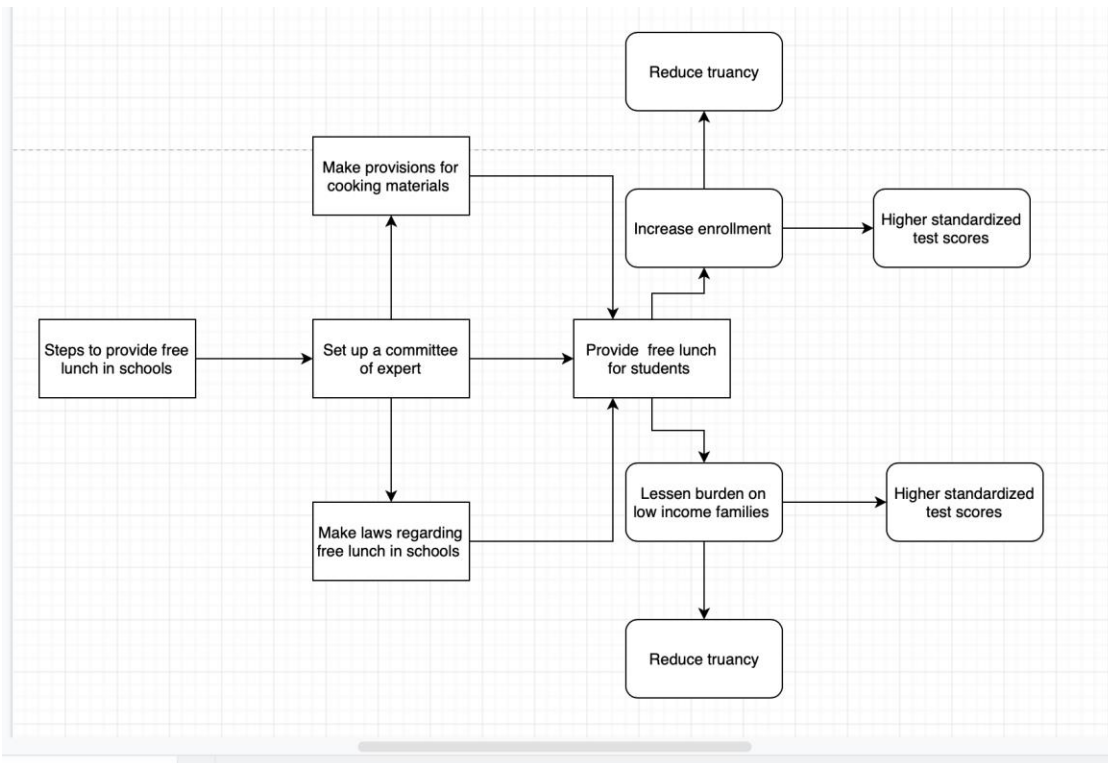 Reduce truancy
Make provisions for
cooking materials
Increase enrollment
Higher standardized
test scores
Steps to provide free
lunch in schools
Set up a committee
of expert
Provide free lunch
for students
Make laws regarding
free lunch in schools
Lessen burden on
low income families
Higher standardized
test scores
Reduce truancy